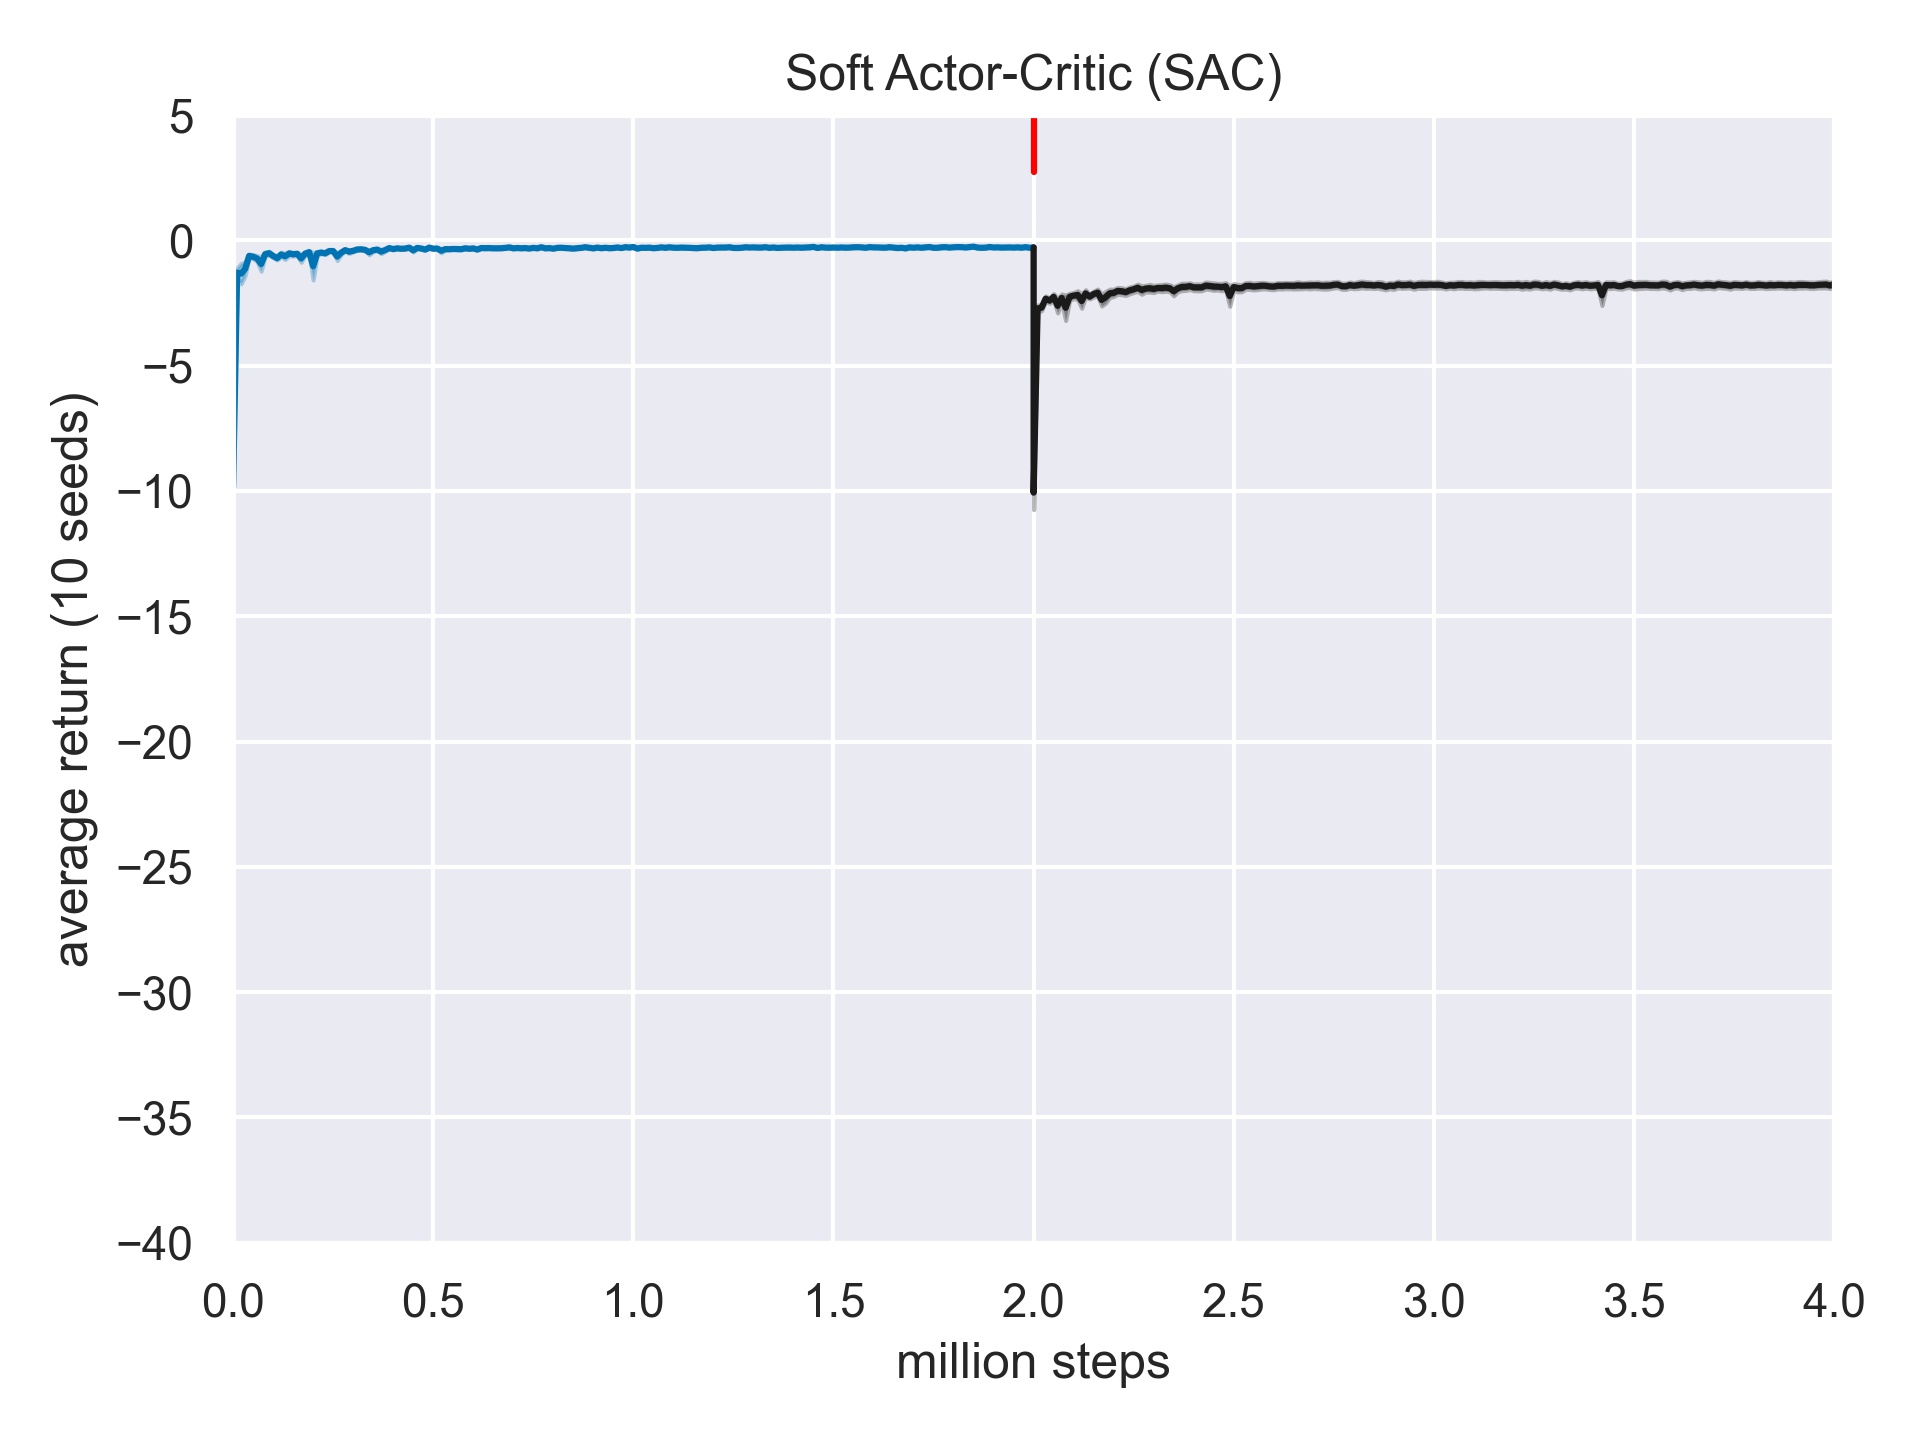 Soft Actor-Critic (SAC)
5
0
−5
−10
−15
−20
−25
−30
−35
−40
average return (10 seeds)
0.0 0.5 1.0 1.5 2.0 2.5 3.0 3.5 4.0
million steps